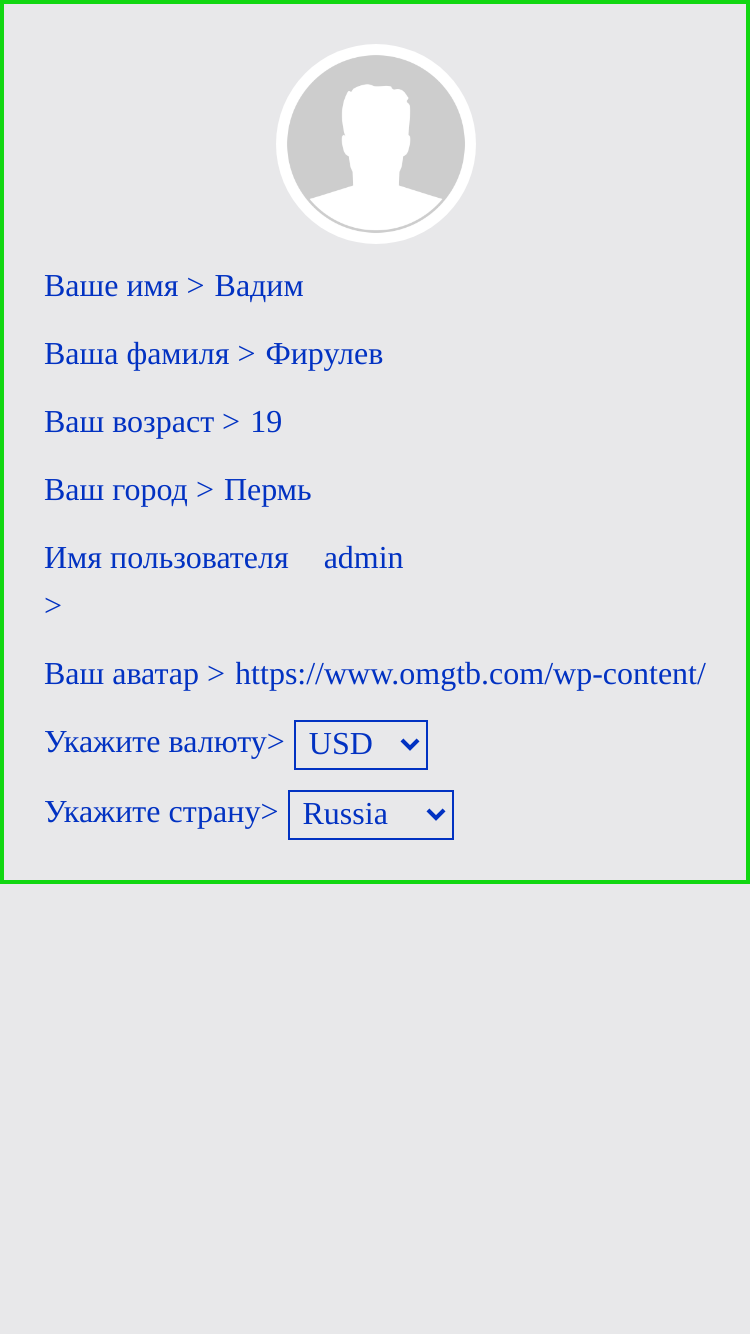 Ваше имя > Вадим
Ваша фамиля > Фирулев
Ваш возраст > 19
Ваш город > Пермь
Имя пользователя admin
>
Ваш аватар > https://www.omgtb.com/wp-content/
Укажите валюту> USD
Укажите страну> Russia